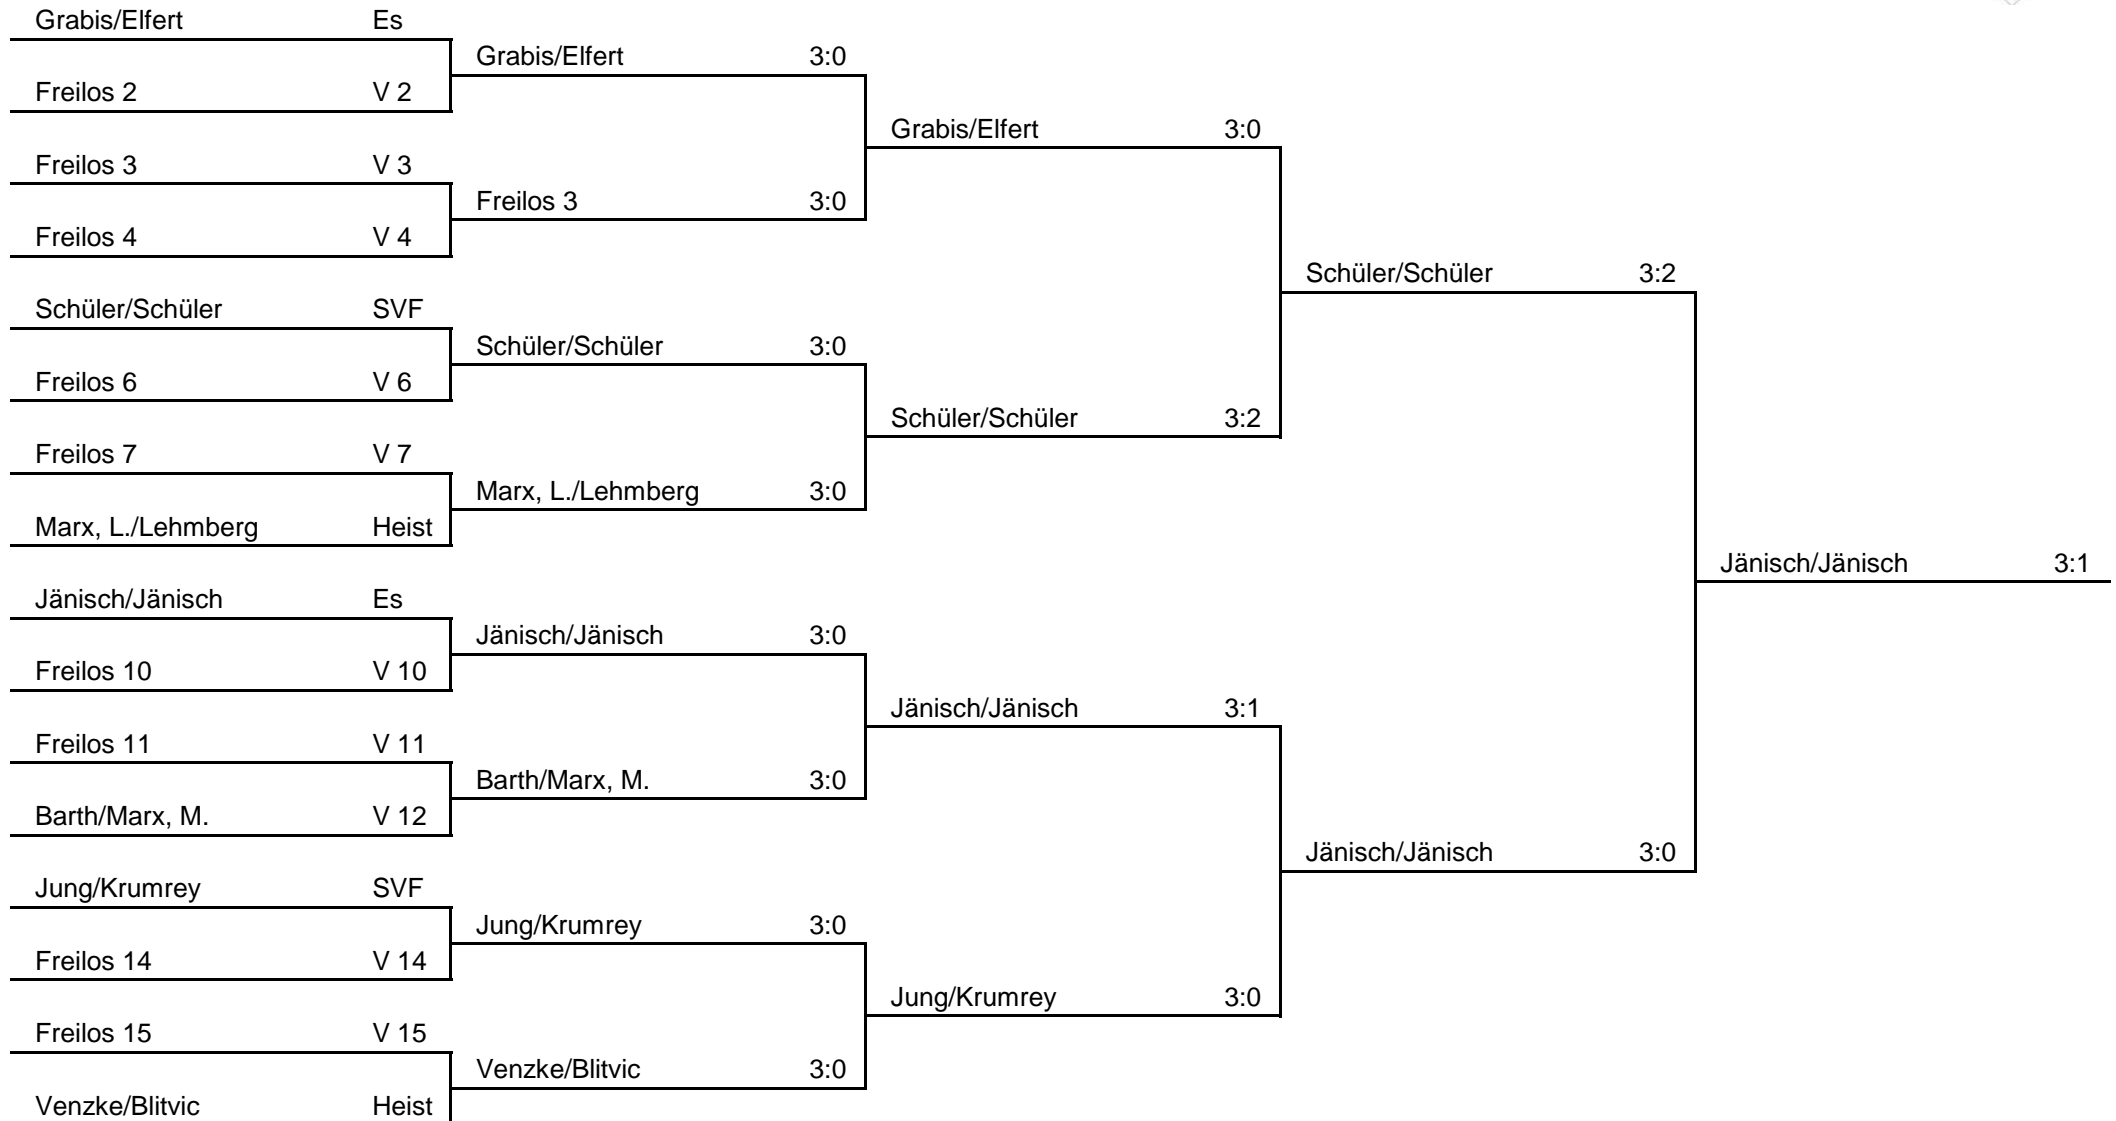 Grabis/Elfert Es
Grabis/Elfert 3:0
Freilos 2 V 2
Grabis/Elfert 3:0
Freilos 3 V 3
Freilos 3 3:0
Freilos 4 V 4
Schüler/Schüler 3:2
Schüler/Schüler SVF
Schüler/Schüler 3:0
Freilos 6 V 6
Schüler/Schüler 3:2
Freilos 7 V 7
Marx, L./Lehmberg 3:0
Marx, L./Lehmberg Heist
Jänisch/Jänisch 3:1
Jänisch/Jänisch Es
Jänisch/Jänisch 3:0
Freilos 10 V 10
Jänisch/Jänisch 3:1
Freilos 11 V 11
Barth/Marx, M. 3:0
Barth/Marx, M. V 12
Jänisch/Jänisch 3:0
Jung/Krumrey SVF
Jung/Krumrey 3:0
Freilos 14 V 14
Jung/Krumrey 3:0
Freilos 15 V 15
Venzke/Blitvic 3:0
Venzke/Blitvic Heist